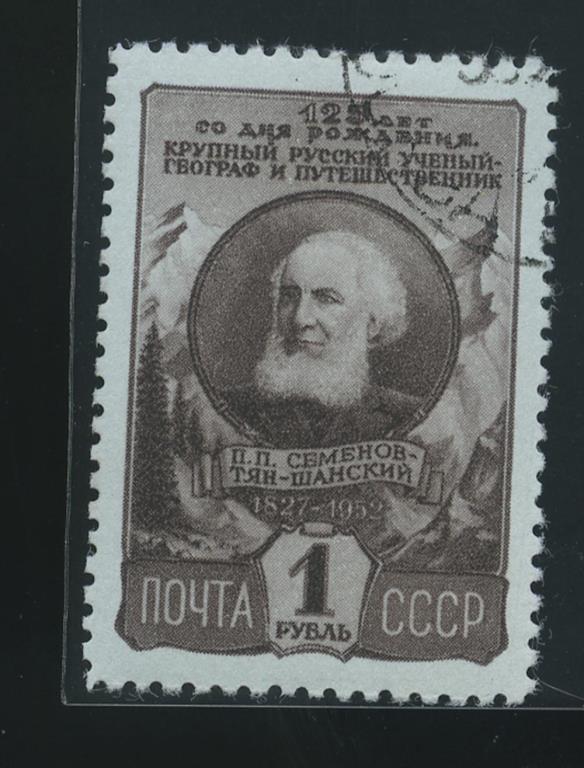 125 ЛЕТ
СО ДНЯ РОЖДЕНИЯ.
КРУПНЫЙ РУССКИЙ УЧЕНЫЙ-
ГЕОГРАФ И ПУТЕШЕСТВЕННИК
П.П. СЕМЕНОВ-
ТЯН-ШАНСКИЙ
1827-1952
1
РУБЛЬ
ПОЧТА СССР